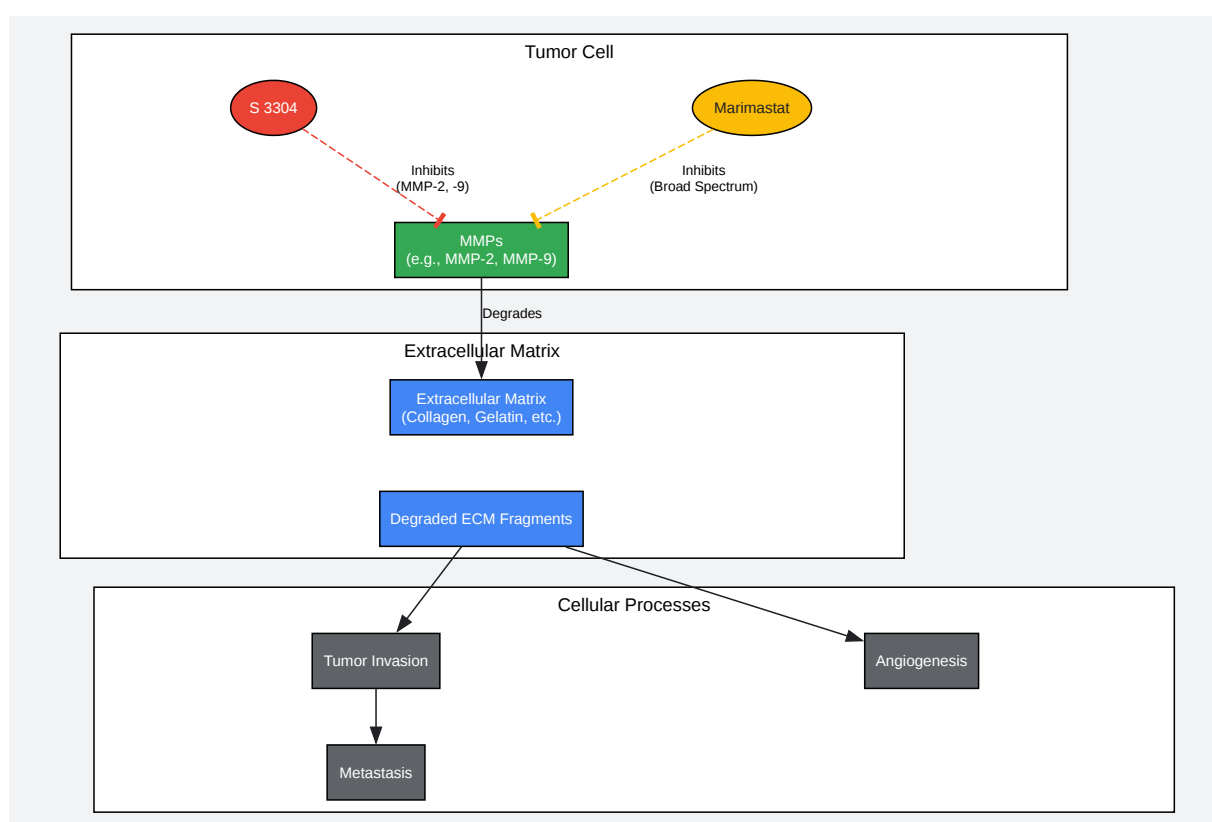 Tumor Cell
S 3304
Marimastat
Inhibits
(MMP-2, -9)
Inhibits
(Broad Spectrum)
MMPs
(e.g., MMP-2, MMP-9)
Degrades
Extracellular Matrix
Extracellular Matrix
(Collagen, Gelatin, etc.)
Degraded ECM Fragments
Cellular Processes
Tumor Invasion
Angiogenesis
Metastasis